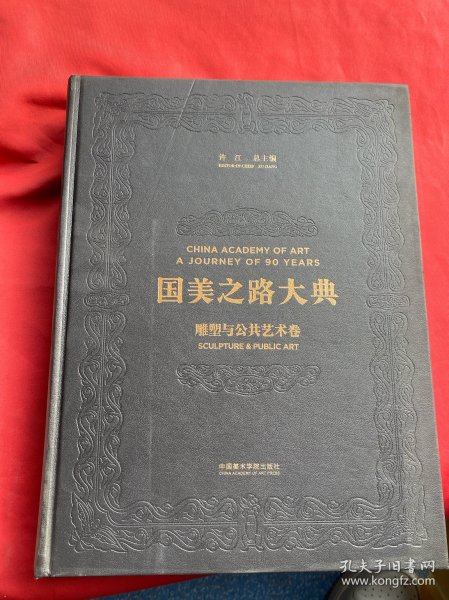 许 江 总主编
EDITOR-IN-CHIEF: XU JIANG
CHINA ACADEMY OF ART
A JOURNEY OF 90 YEARS
国美之路大典
雕塑与公共艺术卷
SCULPTURE & PUBLIC ART
中国美术学院出版社
CHINA ACADEMY OF ART PRESS
孔夫子旧书网
www.kongfz.com